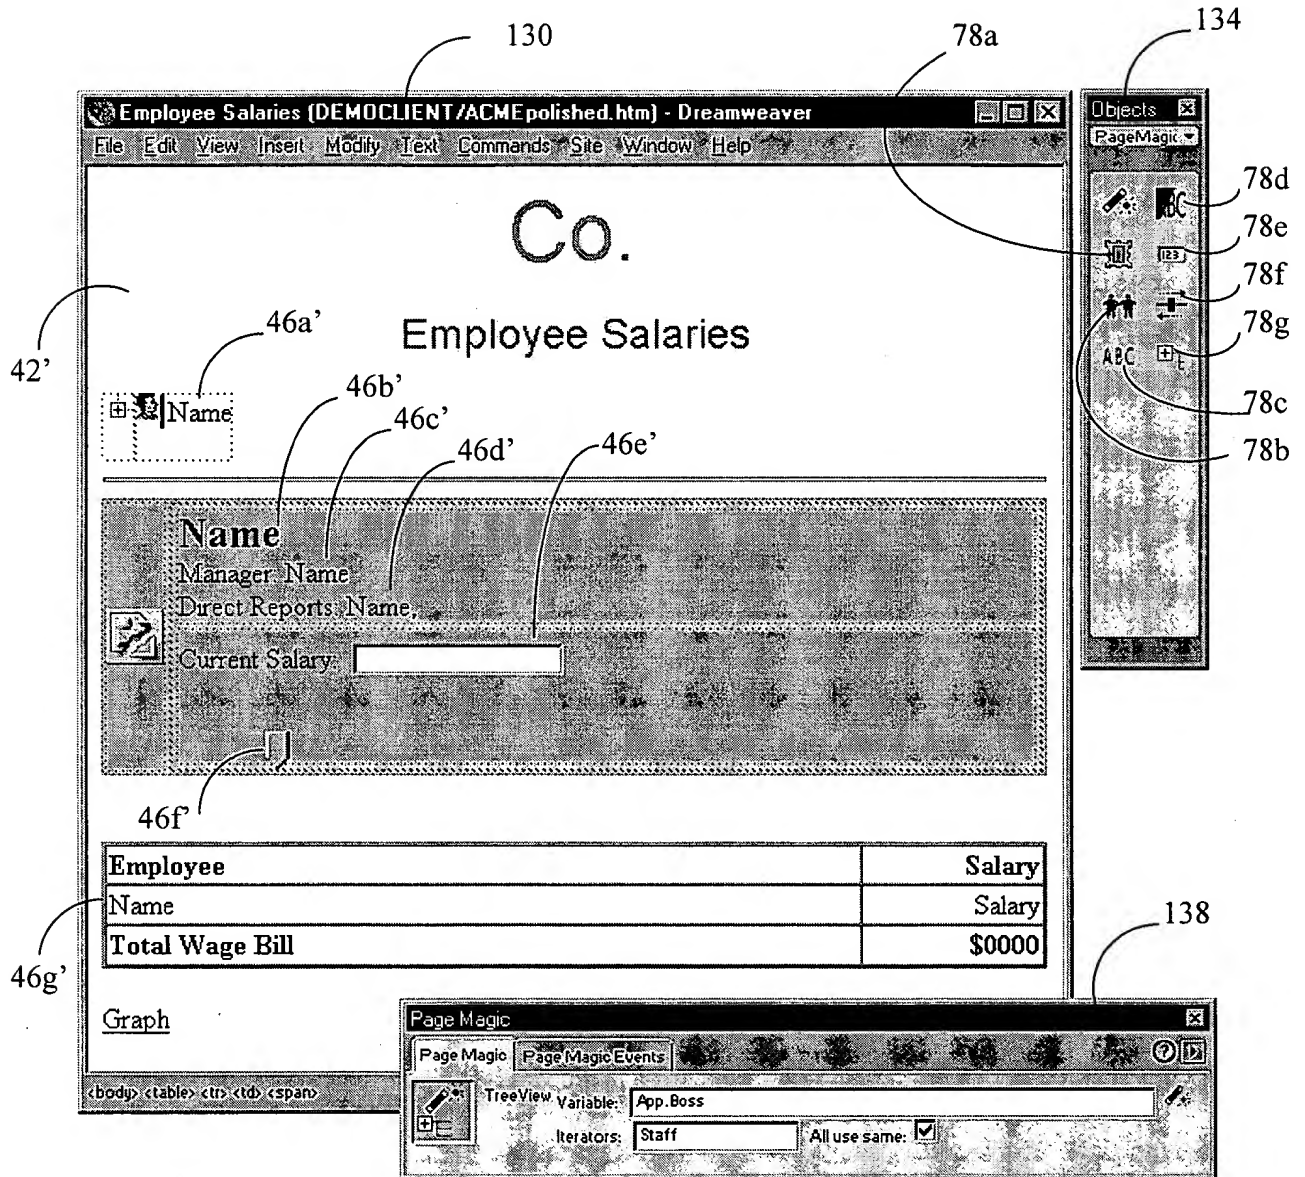 130
78a
134
Employee Salaries (DEMOCLIENT/ACMEpolished.htm) - Dreamweaver
File Edit View Insert Modify Text Commands Site Window Help
Objects
PageMagic
ABC
78d
123
78e
78f
78g
ABC
78c
78b
Co.
Employee Salaries
42'
46a'
Name
46b'
46c'
46d'
46e'
Name
Manager: Name
Direct Reports: Name,
Current Salary:
46f'
Employee Salary
Name Salary
Total Wage Bill $0000
46g'
138
Graph
Page Magic
Page Magic Page Magic Events
<body> <table> <tr> <td> <span>
TreeView Variable: App.Boss
Iterators: Staff All use same: